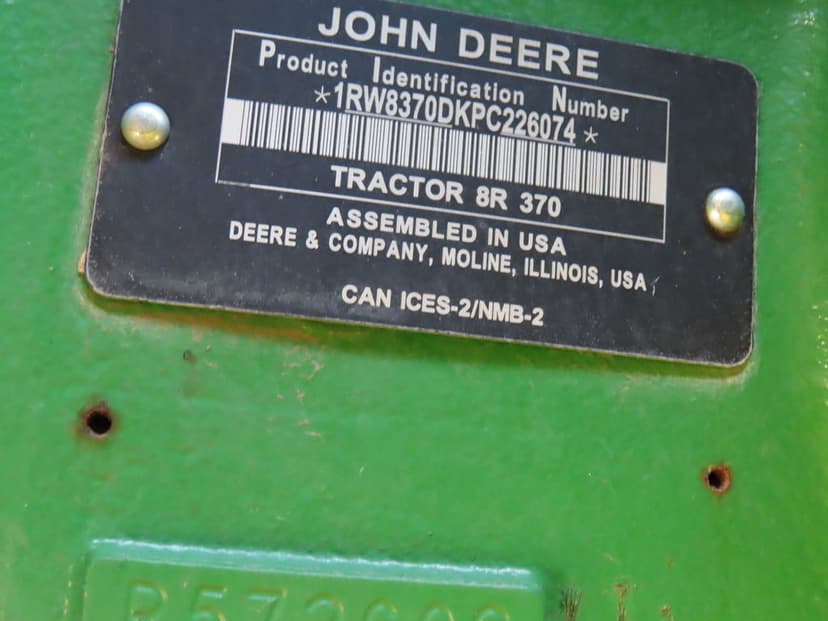 JOHN DEERE
Product Identification Number
*1RW8370DKPC226074*
TRACTOR 8R 370
ASSEMBLED IN USA
DEERE & COMPANY, MOLINE, ILLINOIS, USA
CAN ICES-2/NMB-2